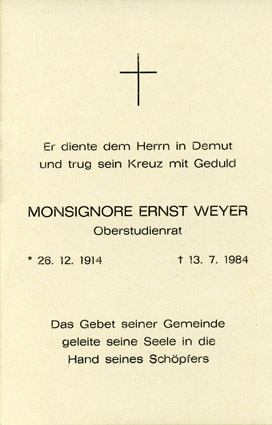 Er diente dem Herrn in Demut
und trug sein Kreuz mit Geduld
MONSIGNORE ERNST WEYER
Oberstudienrat
* 26. 12. 1914 † 13. 7. 1984
Das Gebet seiner Gemeinde
geleite seine Seele in die
Hand seines Schöpfers